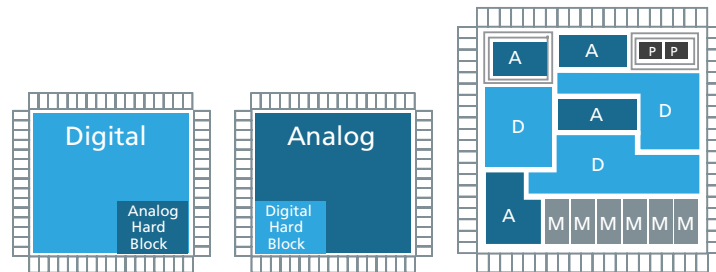 Digital
Analog
Hard
Block
Analog
Digital
Hard
Block
A
A
P P
D
A
D
D
A
M M M M M M